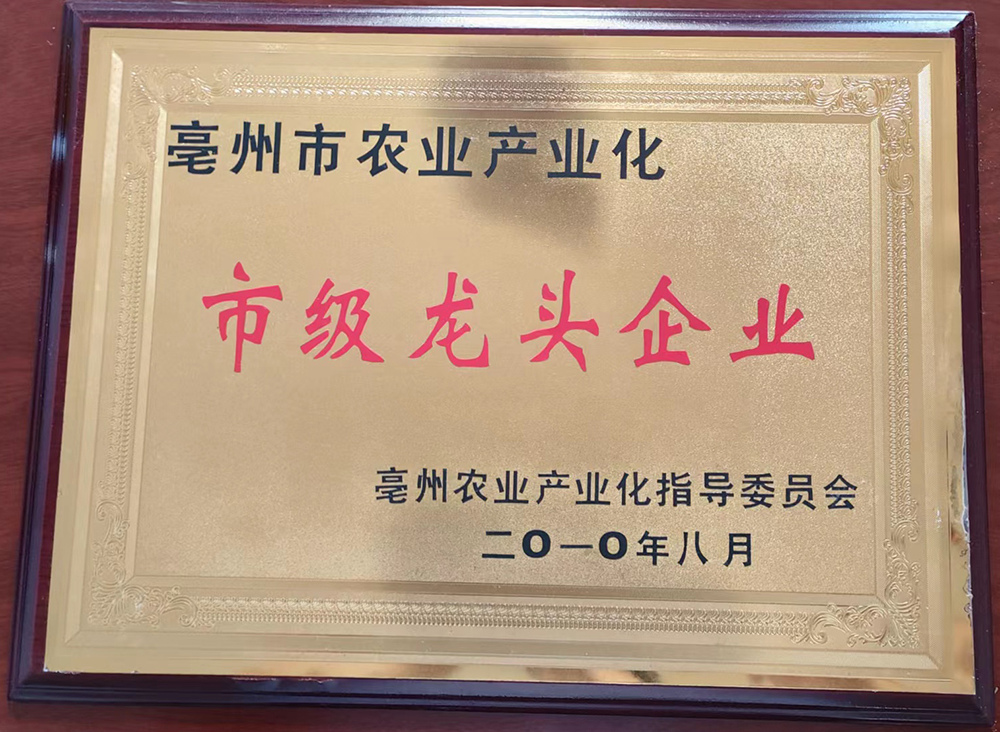 亳州市农业产业化
市级龙头企业
亳州农业产业化指导委员会
二O一O年八月